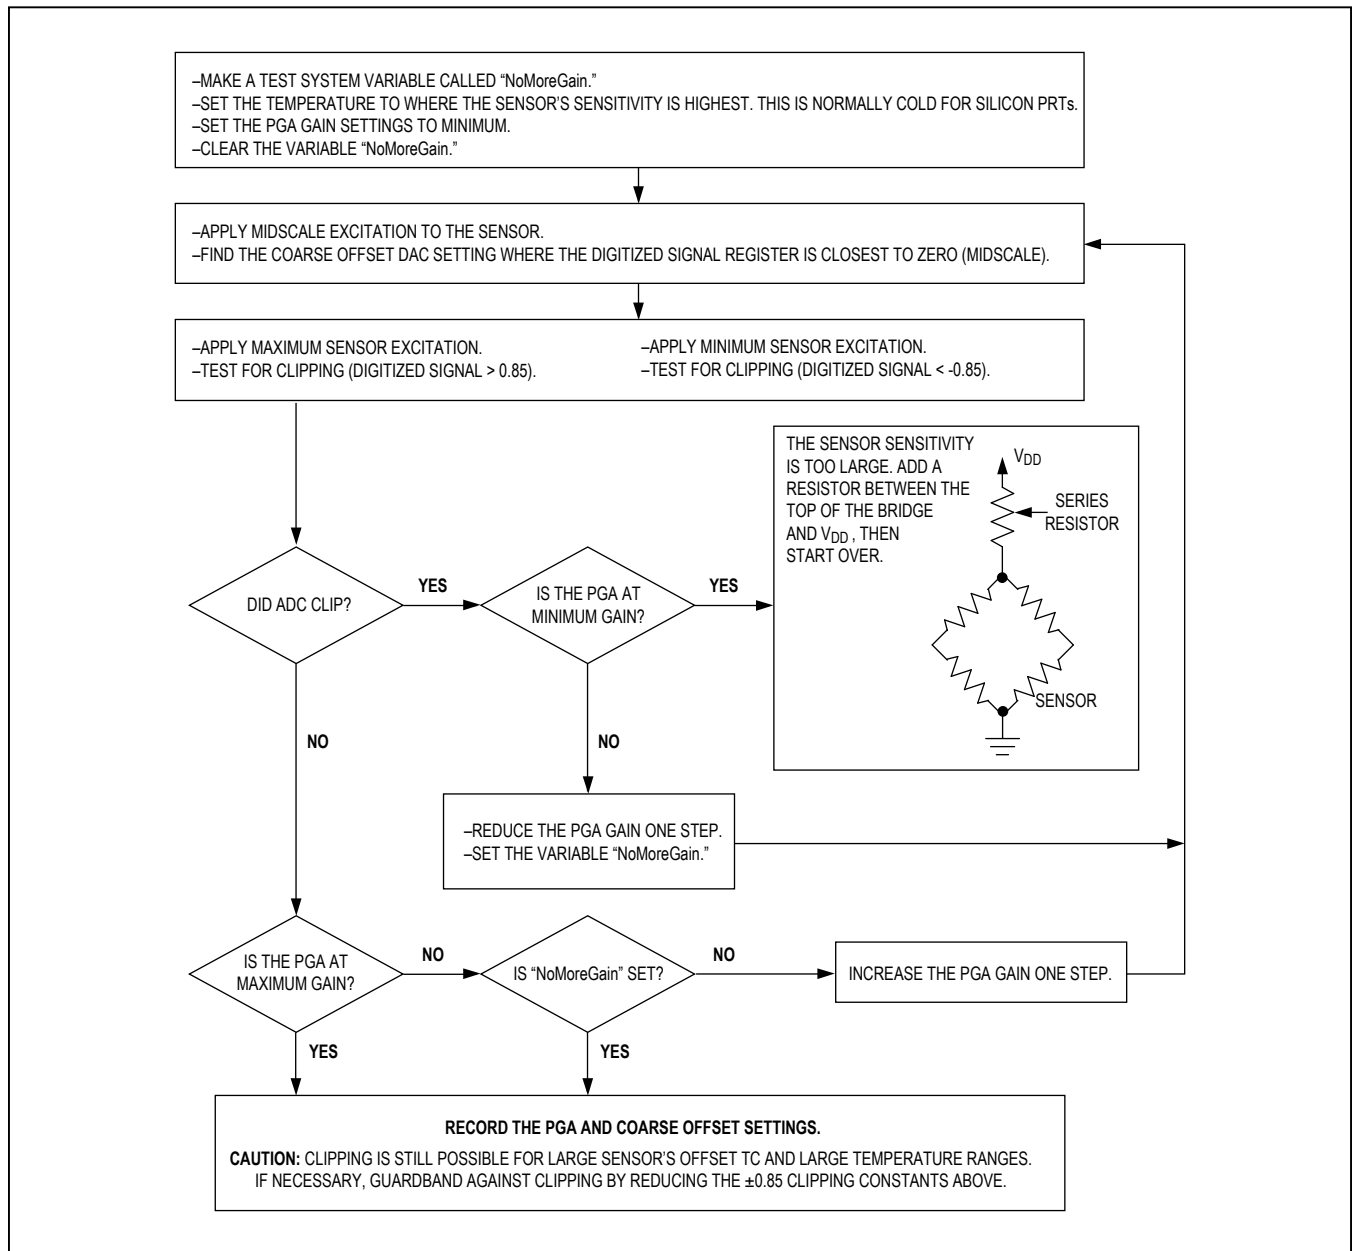 –MAKE A TEST SYSTEM VARIABLE CALLED “NoMoreGain.”
–SET THE TEMPERATURE TO WHERE THE SENSOR’S SENSITIVITY IS HIGHEST. THIS IS NORMALLY COLD FOR SILICON PRTs.
–SET THE PGA GAIN SETTINGS TO MINIMUM.
–CLEAR THE VARIABLE “NoMoreGain.”
–APPLY MIDSCALE EXCITATION TO THE SENSOR.
–FIND THE COARSE OFFSET DAC SETTING WHERE THE DIGITIZED SIGNAL REGISTER IS CLOSEST TO ZERO (MIDSCALE).
–APPLY MAXIMUM SENSOR EXCITATION.
–TEST FOR CLIPPING (DIGITIZED SIGNAL > 0.85).
–APPLY MINIMUM SENSOR EXCITATION.
–TEST FOR CLIPPING (DIGITIZED SIGNAL < -0.85).
DID ADC CLIP?
YES
IS THE PGA AT
MINIMUM GAIN?
YES
THE SENSOR SENSITIVITY
IS TOO LARGE. ADD A
RESISTOR BETWEEN THE
TOP OF THE BRIDGE
AND VDD , THEN
START OVER.
VDD
SERIES
RESISTOR
SENSOR
NO
NO
–REDUCE THE PGA GAIN ONE STEP.
–SET THE VARIABLE “NoMoreGain.”
IS THE PGA AT
MAXIMUM GAIN?
NO
IS “NoMoreGain” SET?
NO
INCREASE THE PGA GAIN ONE STEP.
YES
YES
RECORD THE PGA AND COARSE OFFSET SETTINGS.
CAUTION: CLIPPING IS STILL POSSIBLE FOR LARGE SENSOR’S OFFSET TC AND LARGE TEMPERATURE RANGES.
IF NECESSARY, GUARDBAND AGAINST CLIPPING BY REDUCING THE ±0.85 CLIPPING CONSTANTS ABOVE.